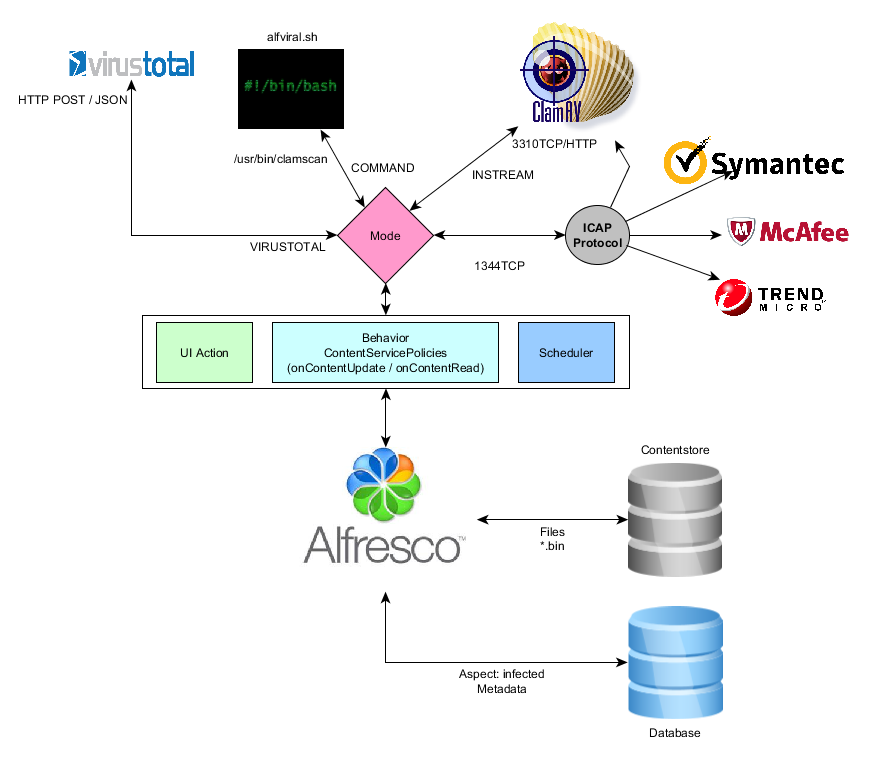 alfviral.sh
virustotal
#!/bin/bash
HTTP POST / JSON
ClamAV
3310TCP/HTTP
/usr/bin/clamscan
COMMAND
INSTREAM
Symantec
Mode
ICAP
Protocol
McAfee
VIRUSTOTAL
1344TCP
TREND
MICRO
UI Action
Behavior
ContentServicePolicies
(onContentUpdate / onContentRead)
Scheduler
Contentstore
Alfresco™
Files
*.bin
Aspect: infected
Metadata
Database